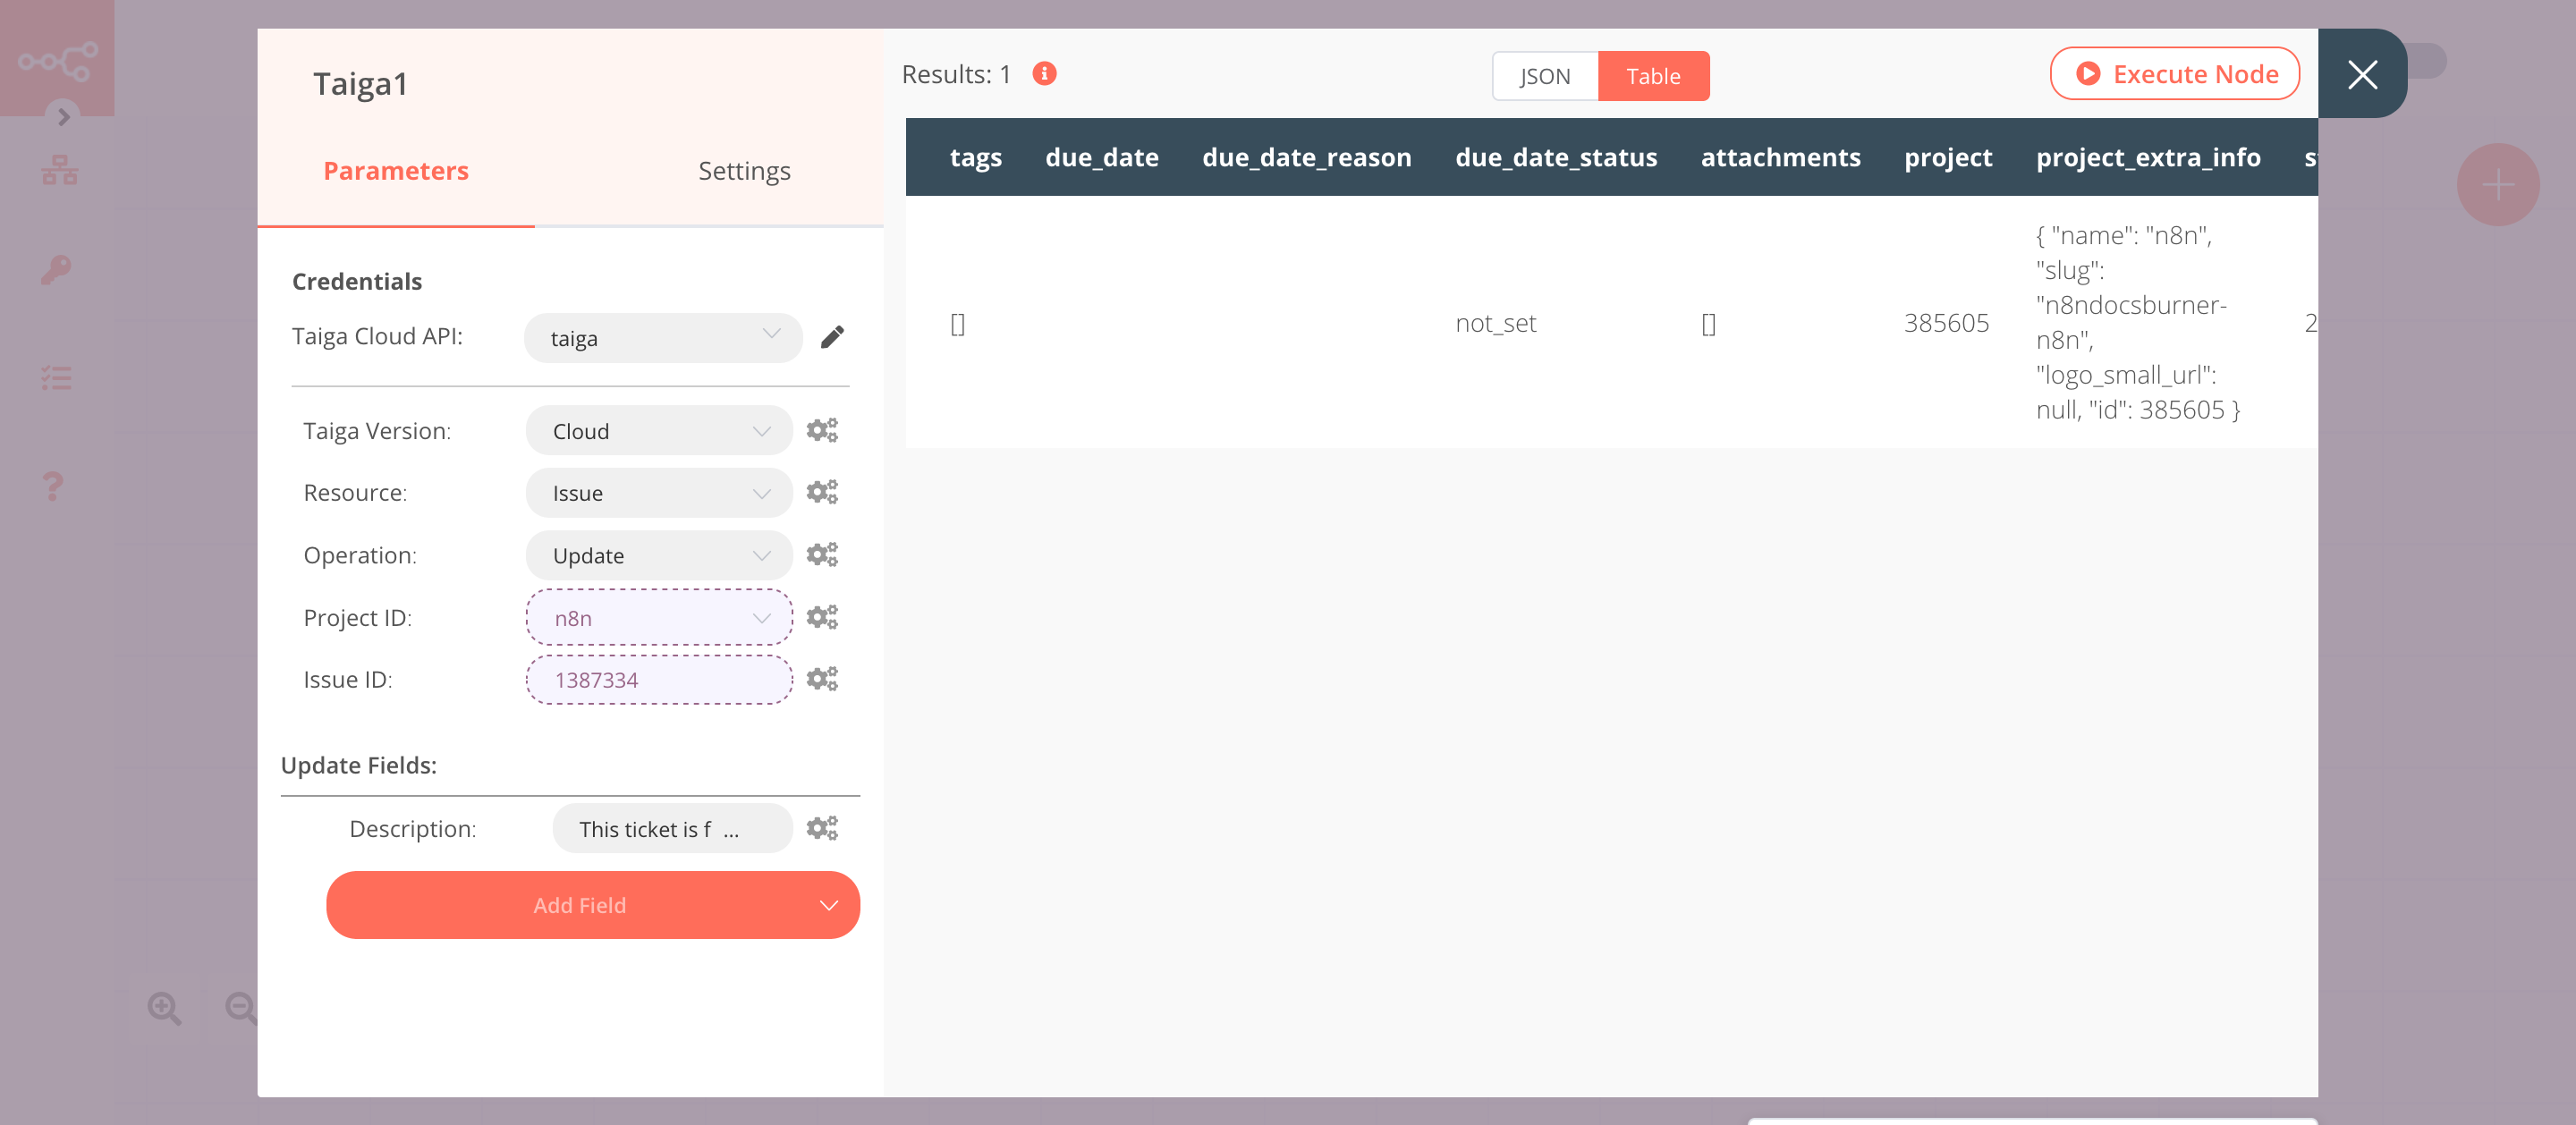 Taiga1
Parameters
Settings
Credentials
Taiga Cloud API:
taiga
Taiga Version:
Cloud
Resource:
Issue
Operation:
Update
Project ID:
n8n
Issue ID:
1387334
Update Fields:
Description:
This ticket is f ...
Add Field
Results: 1
JSON
Table
Execute Node
tags due_date due_date_reason due_date_status attachments project project_extra_info
[] not_set [] 385605
{ "name": "n8n",
"slug":
"n8ndocsburner-
n8n",
"logo_small_url":
null, "id": 385605 }
2